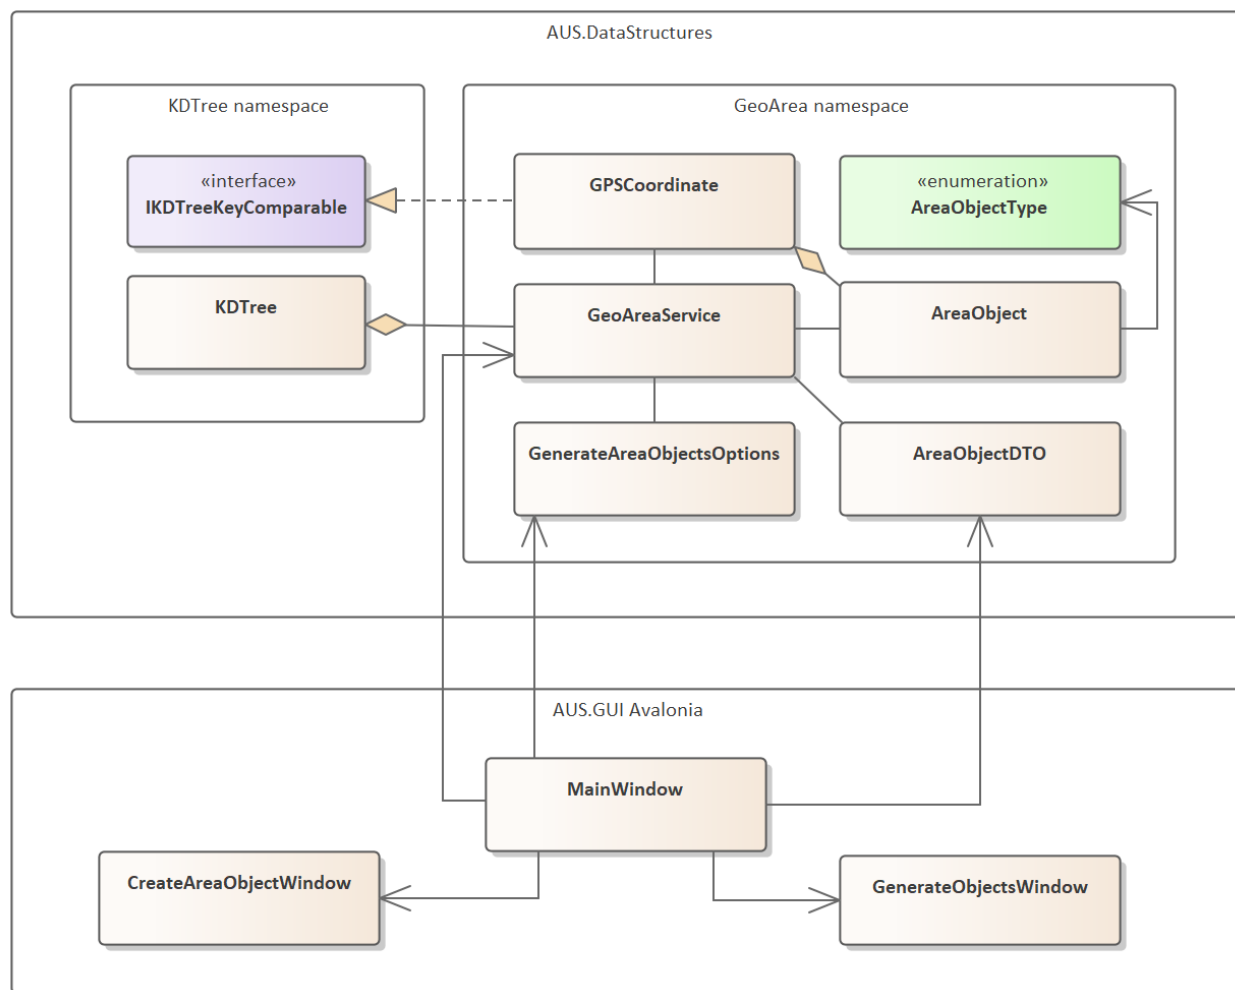 AUS.DataStructures
KDTree namespace
GeoArea namespace
«interface»
IKDTreeKeyComparable
GPSCoordinate
«enumeration»
AreaObjectType
KDTree
GeoAreaService
AreaObject
GenerateAreaObjectsOptions
AreaObjectDTO
AUS.GUI Avalonia
MainWindow
CreateAreaObjectWindow
GenerateObjectsWindow